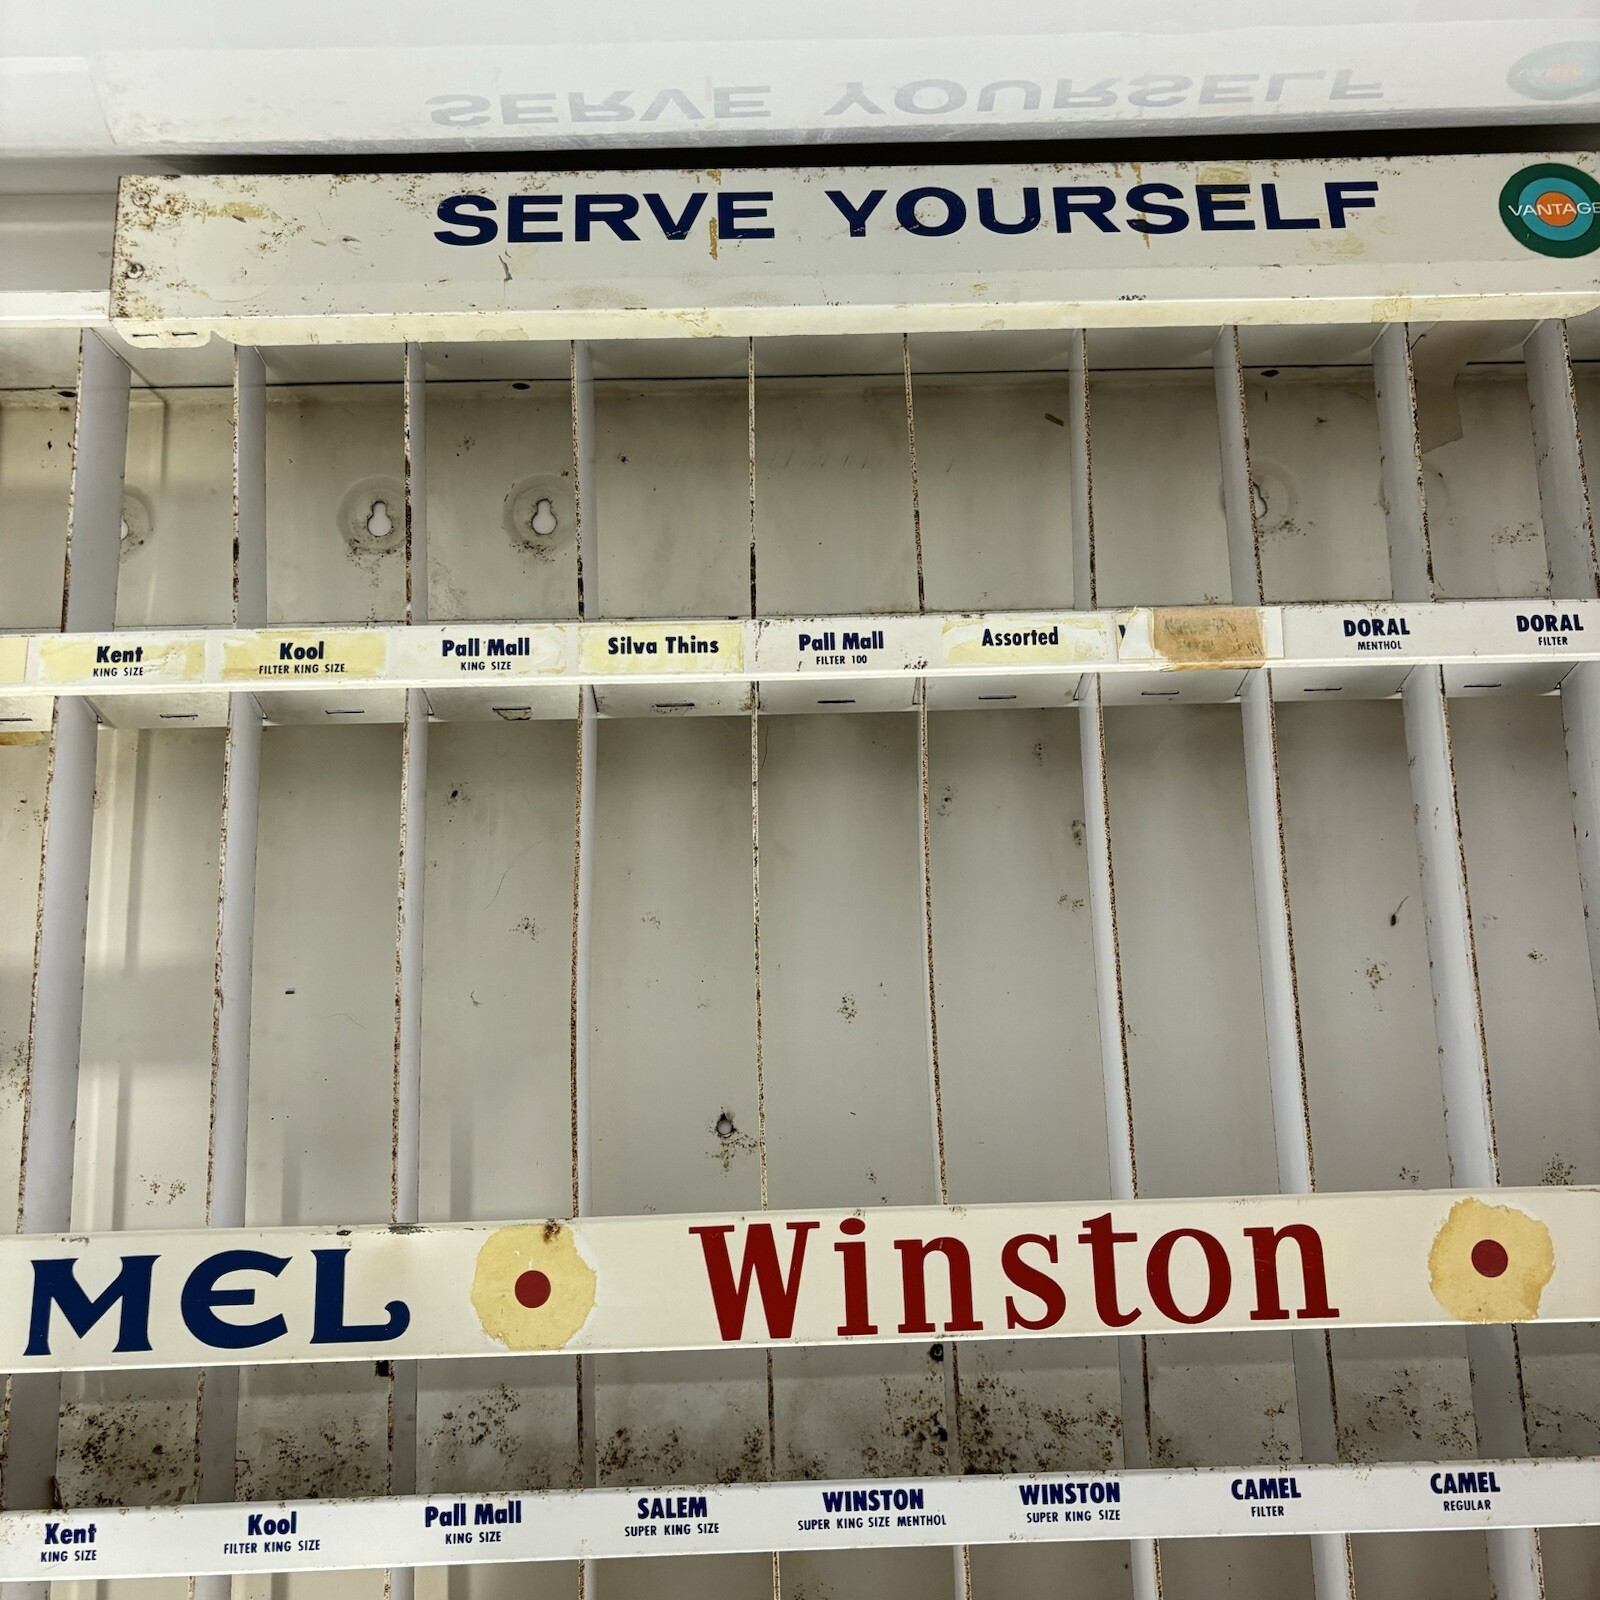 SERVE YOURSELF
SERVE YOURSELF
VANTAGE
Kent
KING SIZE
Kool
FILTER KING SIZE
Pall Mall
KING SIZE
Silva Thins
Pall Mall
FILTER 100
Assorted
DORAL
MENTHOL
DORAL
FILTER
MEL
Winston
Kent
KING SIZE
Kool
FILTER KING SIZE
Pall Mall
KING SIZE
SALEM
SUPER KING SIZE
WINSTON
SUPER KING SIZE MENTHOL
WINSTON
SUPER KING SIZE
CAMEL
FILTER
CAMEL
REGULAR